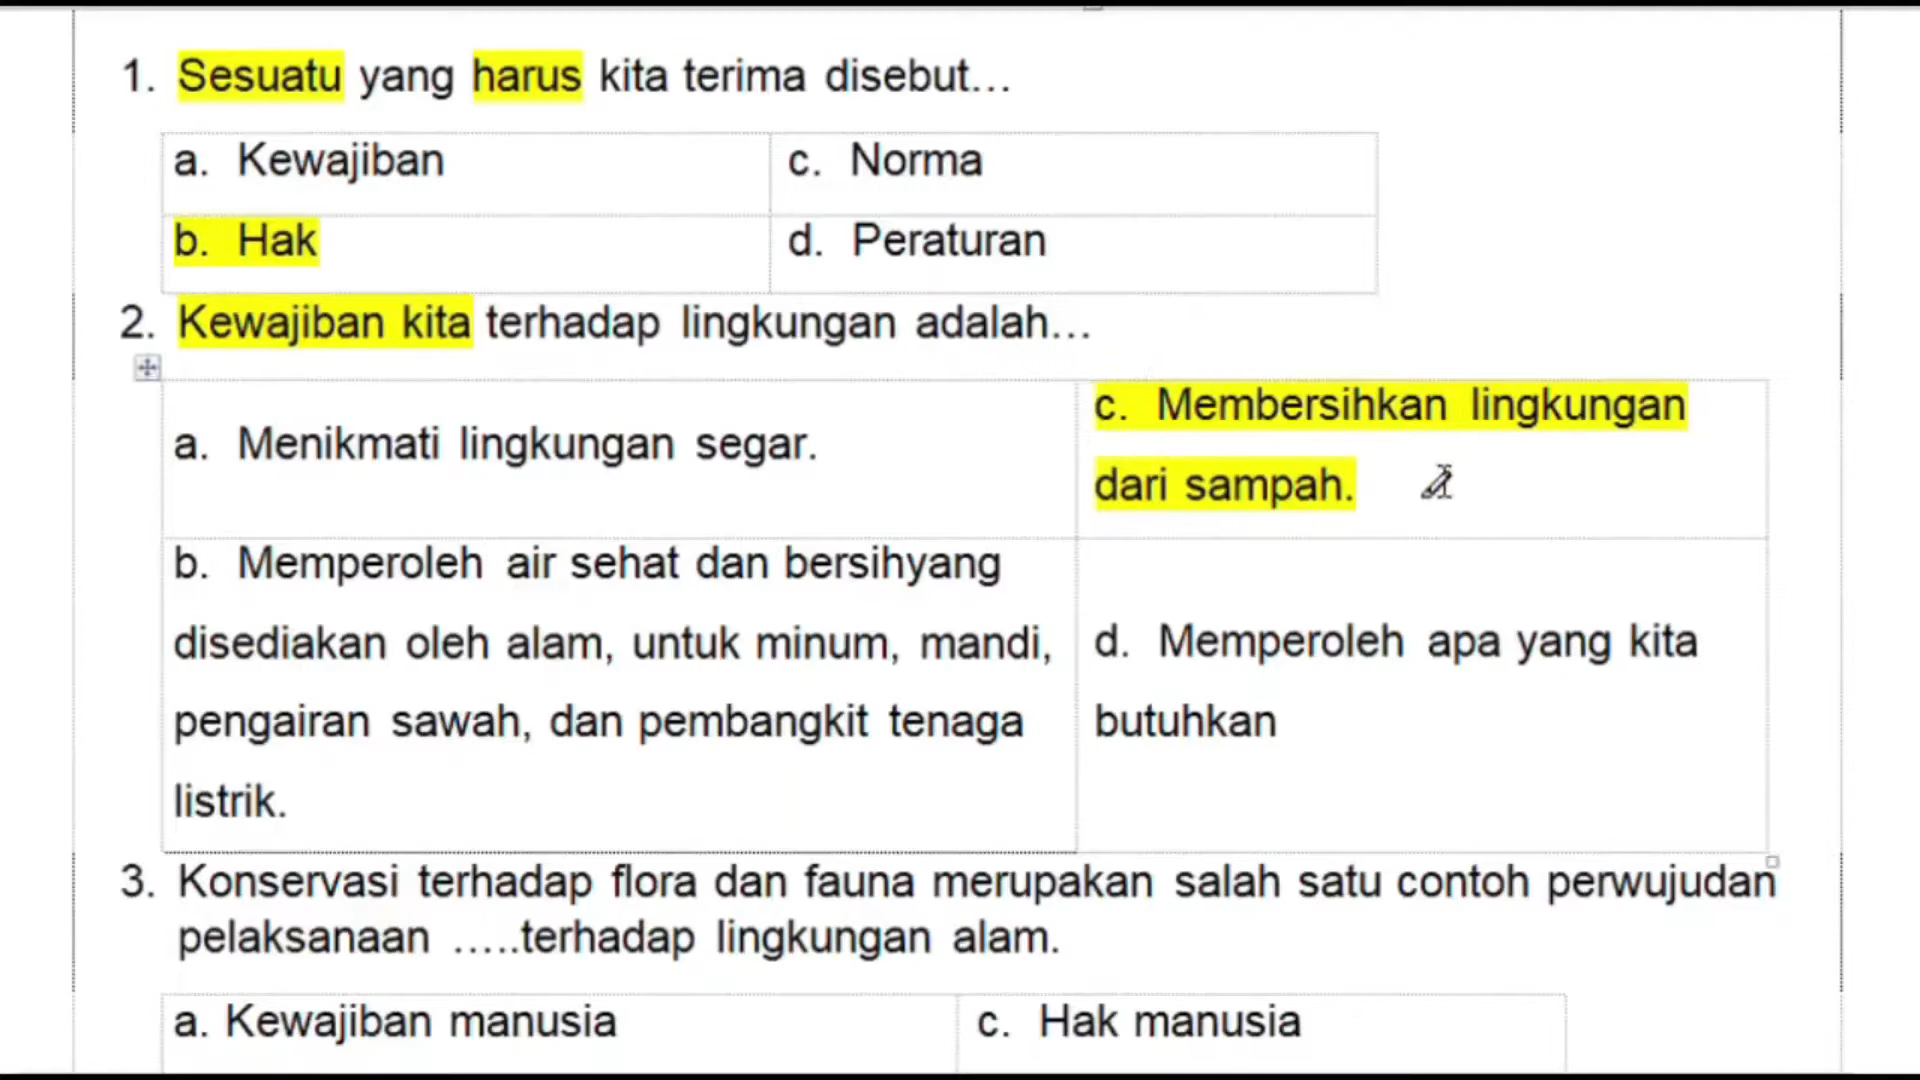 1. Sesuatu yang harus kita terima disebut...
a. Kewajiban
c. Norma
b. Hak
d. Peraturan
2. Kewajiban kita terhadap lingkungan adalah...
a. Menikmati lingkungan segar.
c. Membersihkan lingkungan
dari sampah.
b. Memperoleh air sehat dan bersihyang
disediakan oleh alam, untuk minum, mandi,
pengairan sawah, dan pembangkit tenaga
listrik.
d. Memperoleh apa yang kita
butuhkan
3. Konservasi terhadap flora dan fauna merupakan salah satu contoh perwujudan
pelaksanaan .....terhadap lingkungan alam.
a. Kewajiban manusia
c. Hak manusia